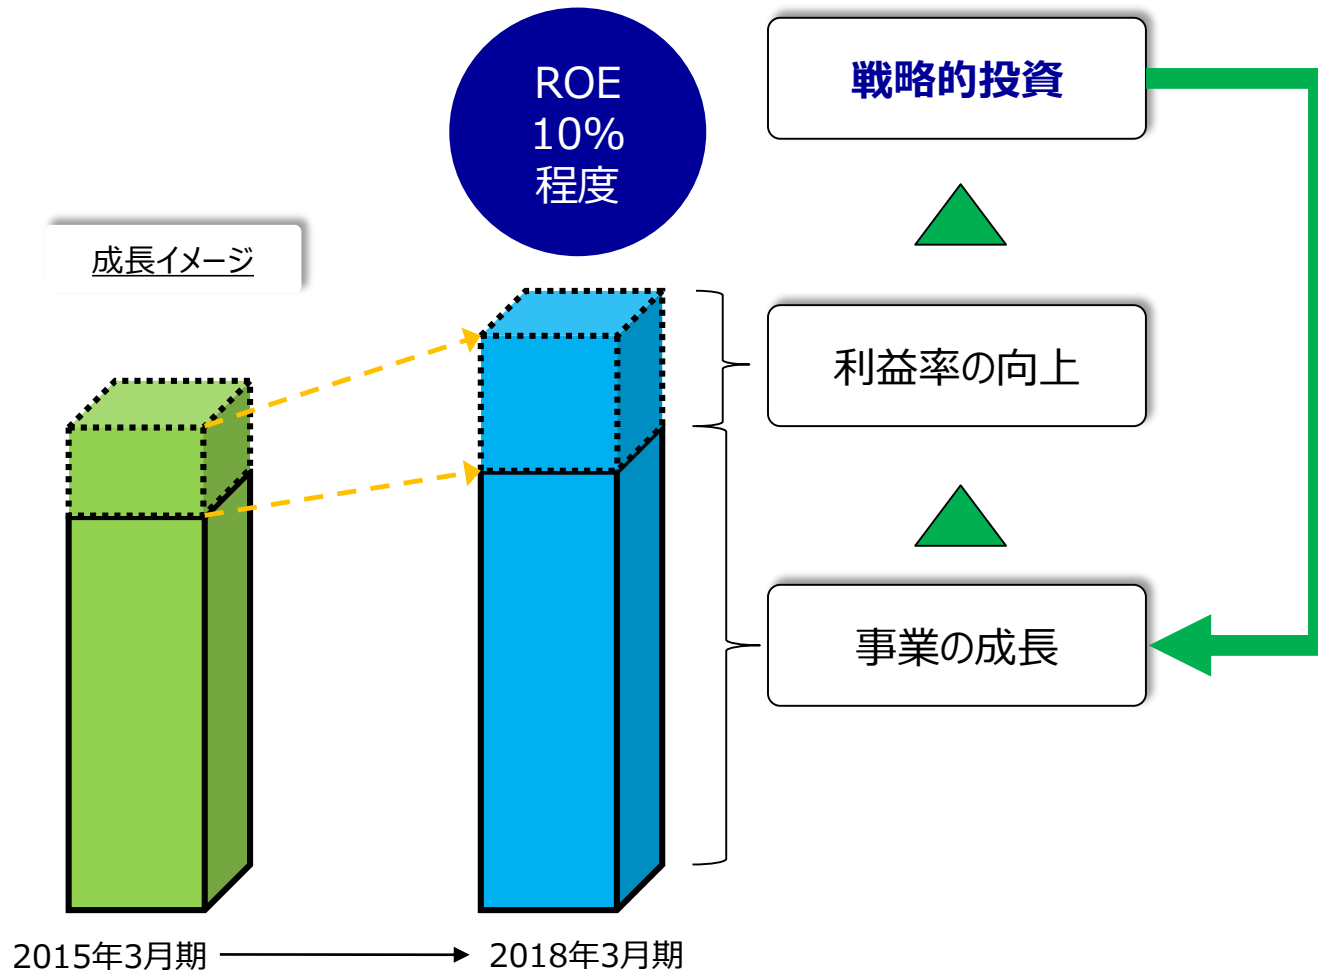 ROE
10%
程度
戦略的投資
成長イメージ
利益率の向上
事業の成長
2015年3月期
2018年3月期